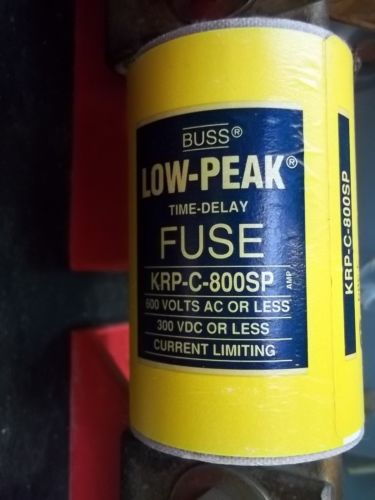 BUSS®
LOW-PEAK®
TIME-DELAY
FUSE
KRP-C-800SP AMP
600 VOLTS AC OR LESS
300 VDC OR LESS
CURRENT LIMITING
KRP-C-800SP